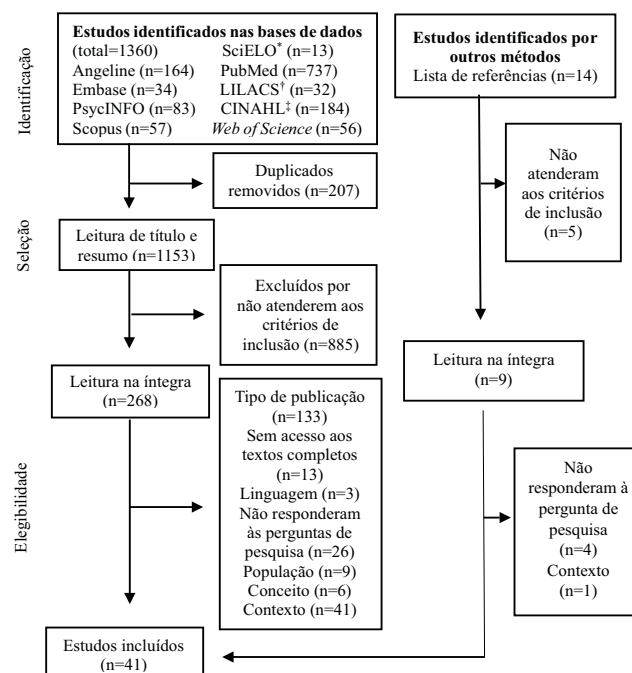 Identificação
Estudos identificados nas bases de dados
(total=1360) SciELO* (n=13)
Angeline (n=164) PubMed (n=737)
Embase (n=34) LILACS† (n=32)
PsycINFO (n=83) CINAHL‡ (n=184)
Scopus (n=57) Web of Science (n=56)
Estudos identificados por
outros métodos
Lista de referências (n=14)
Duplicados
removidos (n=207)
Não
atenderam
aos critérios
de inclusão
(n=5)
Seleção
Leitura de título e
resumo (n=1153)
Excluídos por
não atenderem aos
critérios de
inclusão (n=885)
Leitura na íntegra
(n=268)
Leitura na íntegra
(n=9)
Elegibilidade
Tipo de publicação
(n=133)
Sem acesso aos
textos completos
(n=13)
Linguagem (n=3)
Não responderam
às perguntas de
pesquisa (n=26)
População (n=9)
Conceito (n=6)
Contexto (n=41)
Não
responderam à
pergunta de
pesquisa
(n=4)
Contexto
(n=1)
Estudos incluídos
(n=41)